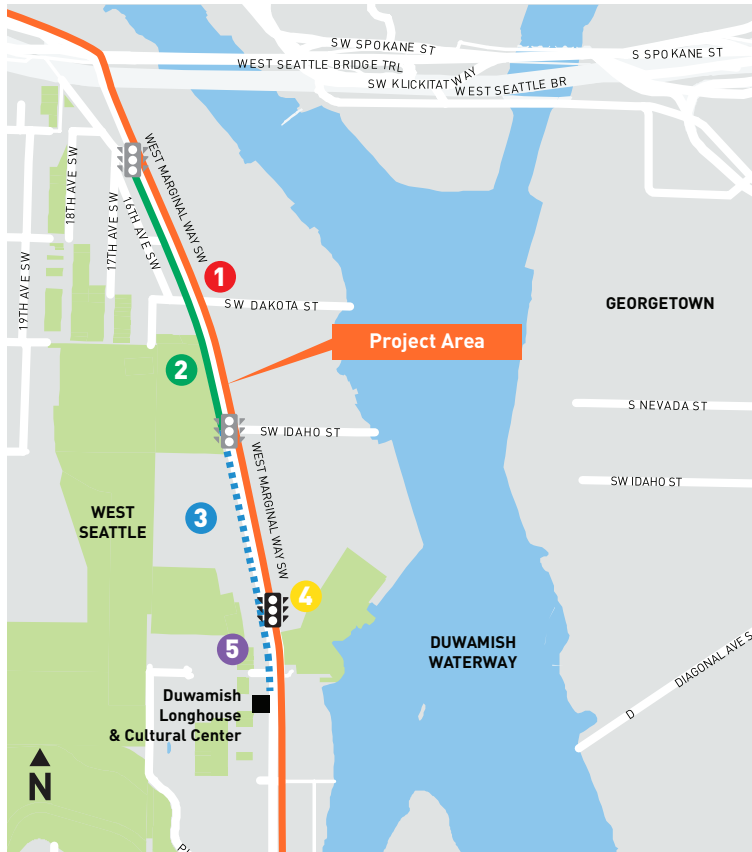 SW SPOKANE ST
S SPOKANE ST
WEST SEATTLE BRIDGE TRL
SW KLICKITAT WAY
WEST SEATTLE BR
WEST MARGINAL WAY SW
18TH AVE SW
17TH AVE SW
16TH AVE SW
19TH AVE SW
1
SW DAKOTA ST
GEORGETOWN
Project Area
2
S NEVADA ST
SW IDAHO ST
WEST MARGINAL WAY SW
SW IDAHO ST
WEST
SEATTLE
3
4
5
DUWAMISH
WATERWAY
DIAGONAL AVE S
D
Duwamish
Longhouse
& Cultural Center
N